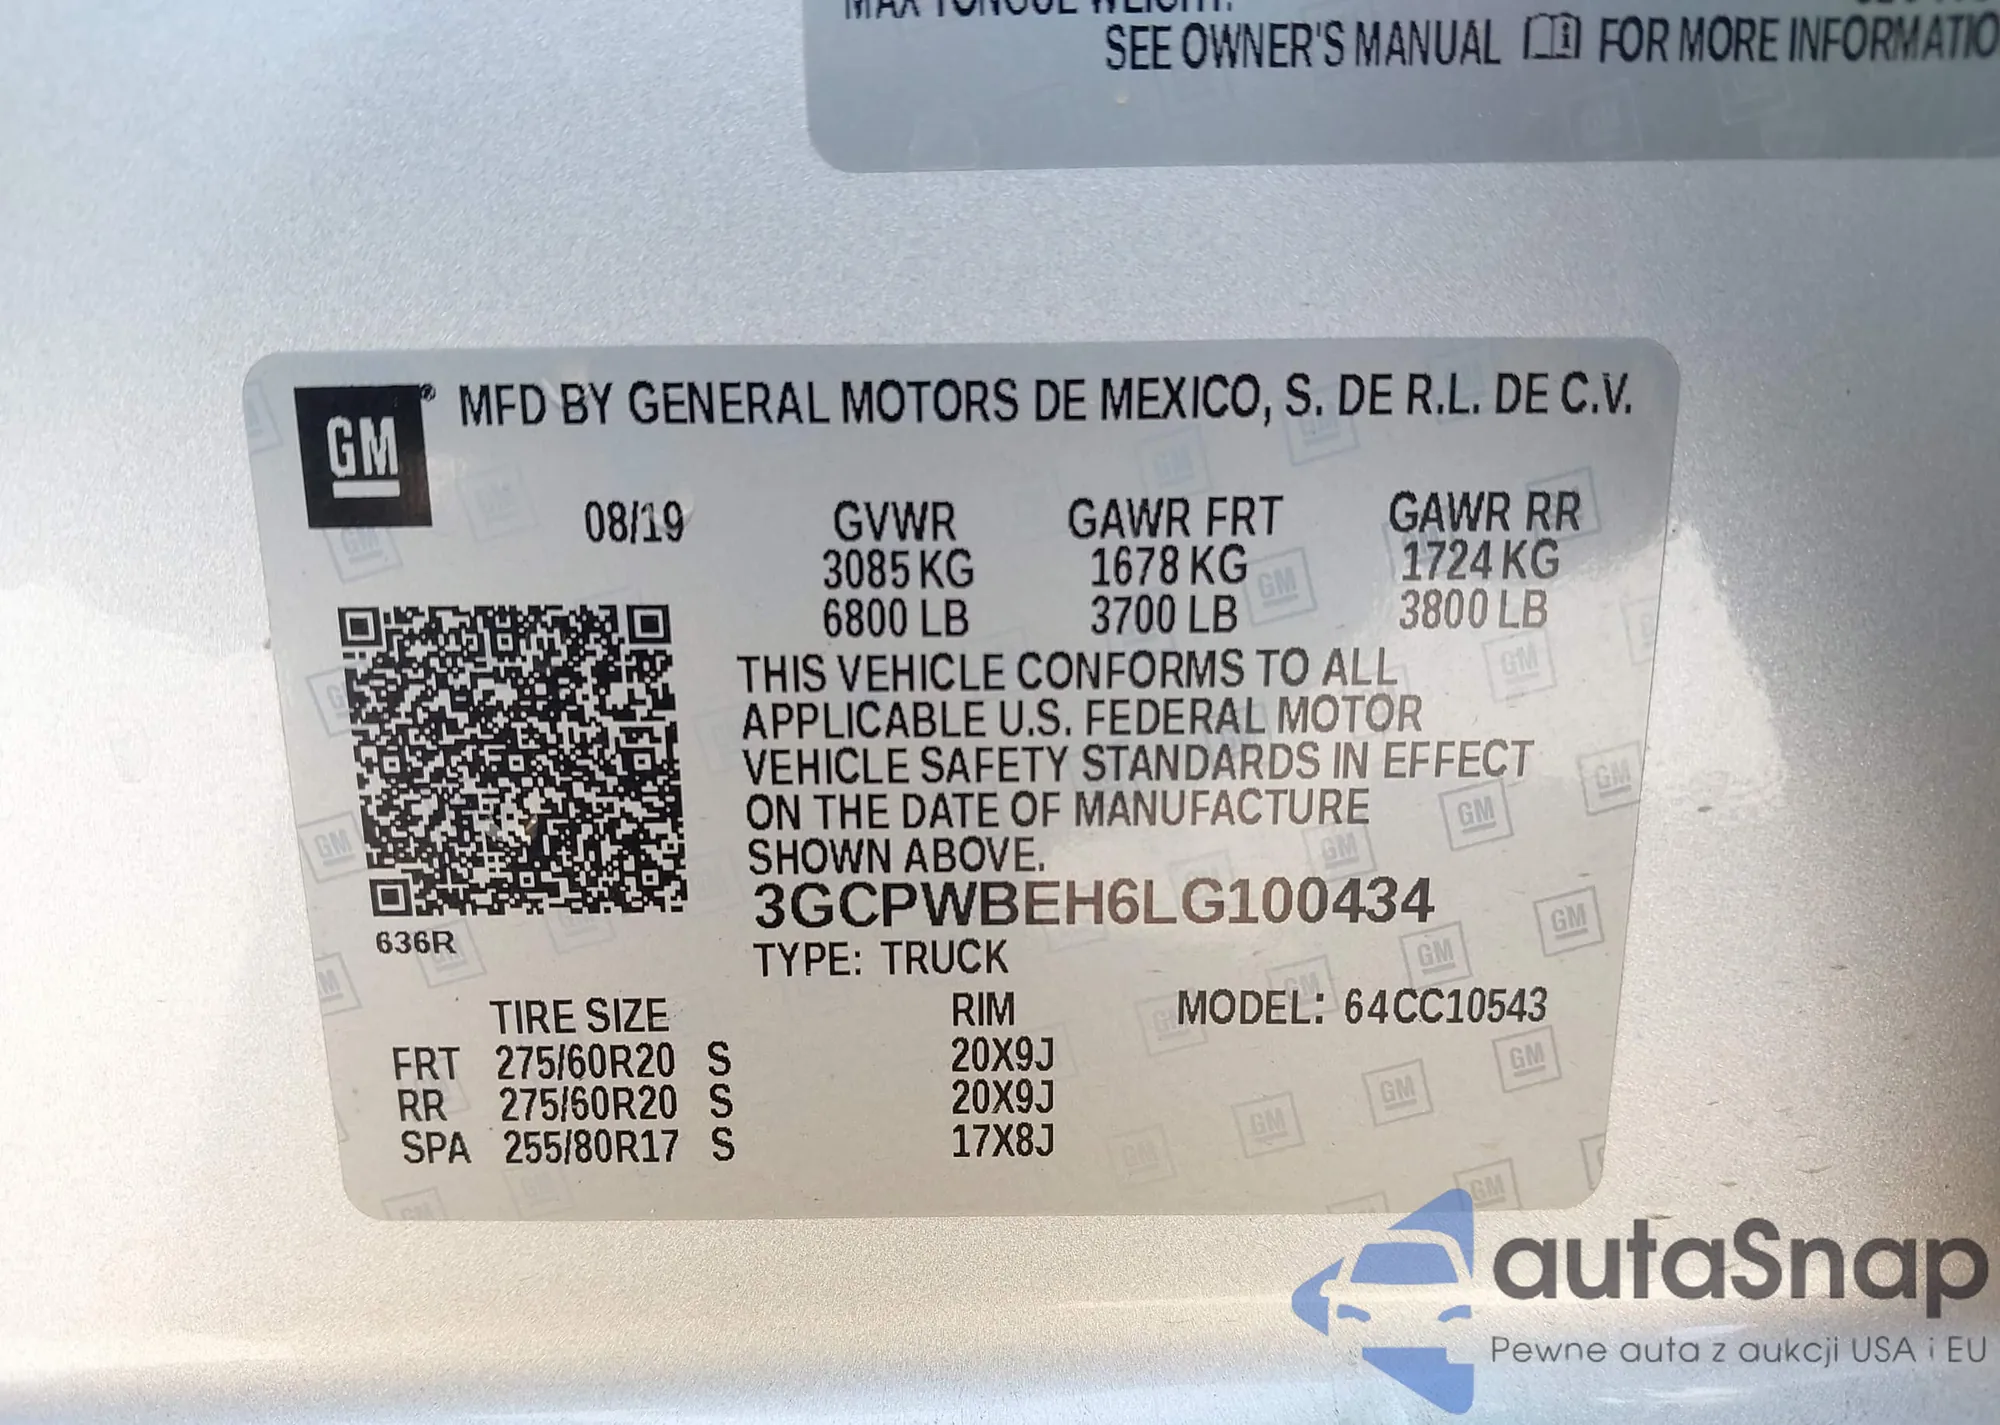 MAX TONGUE WEIGHT:
SEE OWNER'S MANUAL FOR MORE INFORMATIO
GM® MFD BY GENERAL MOTORS DE MEXICO, S. DE R.L. DE C.V.
08/19 GVWR GAWR FRT GAWR RR
3085 KG 1678 KG 1724 KG
6800 LB 3700 LB 3800 LB
THIS VEHICLE CONFORMS TO ALL
APPLICABLE U.S. FEDERAL MOTOR
VEHICLE SAFETY STANDARDS IN EFFECT
ON THE DATE OF MANUFACTURE
SHOWN ABOVE.
3GCPWBEH6LG100434
636R
TYPE: TRUCK
TIRE SIZE RIM MODEL: 64CC10543
FRT 275/60R20 S 20X9J
RR 275/60R20 S 20X9J
SPA 255/80R17 S 17X8J
autaSnap
Pewne auta z aukcji USA i EU